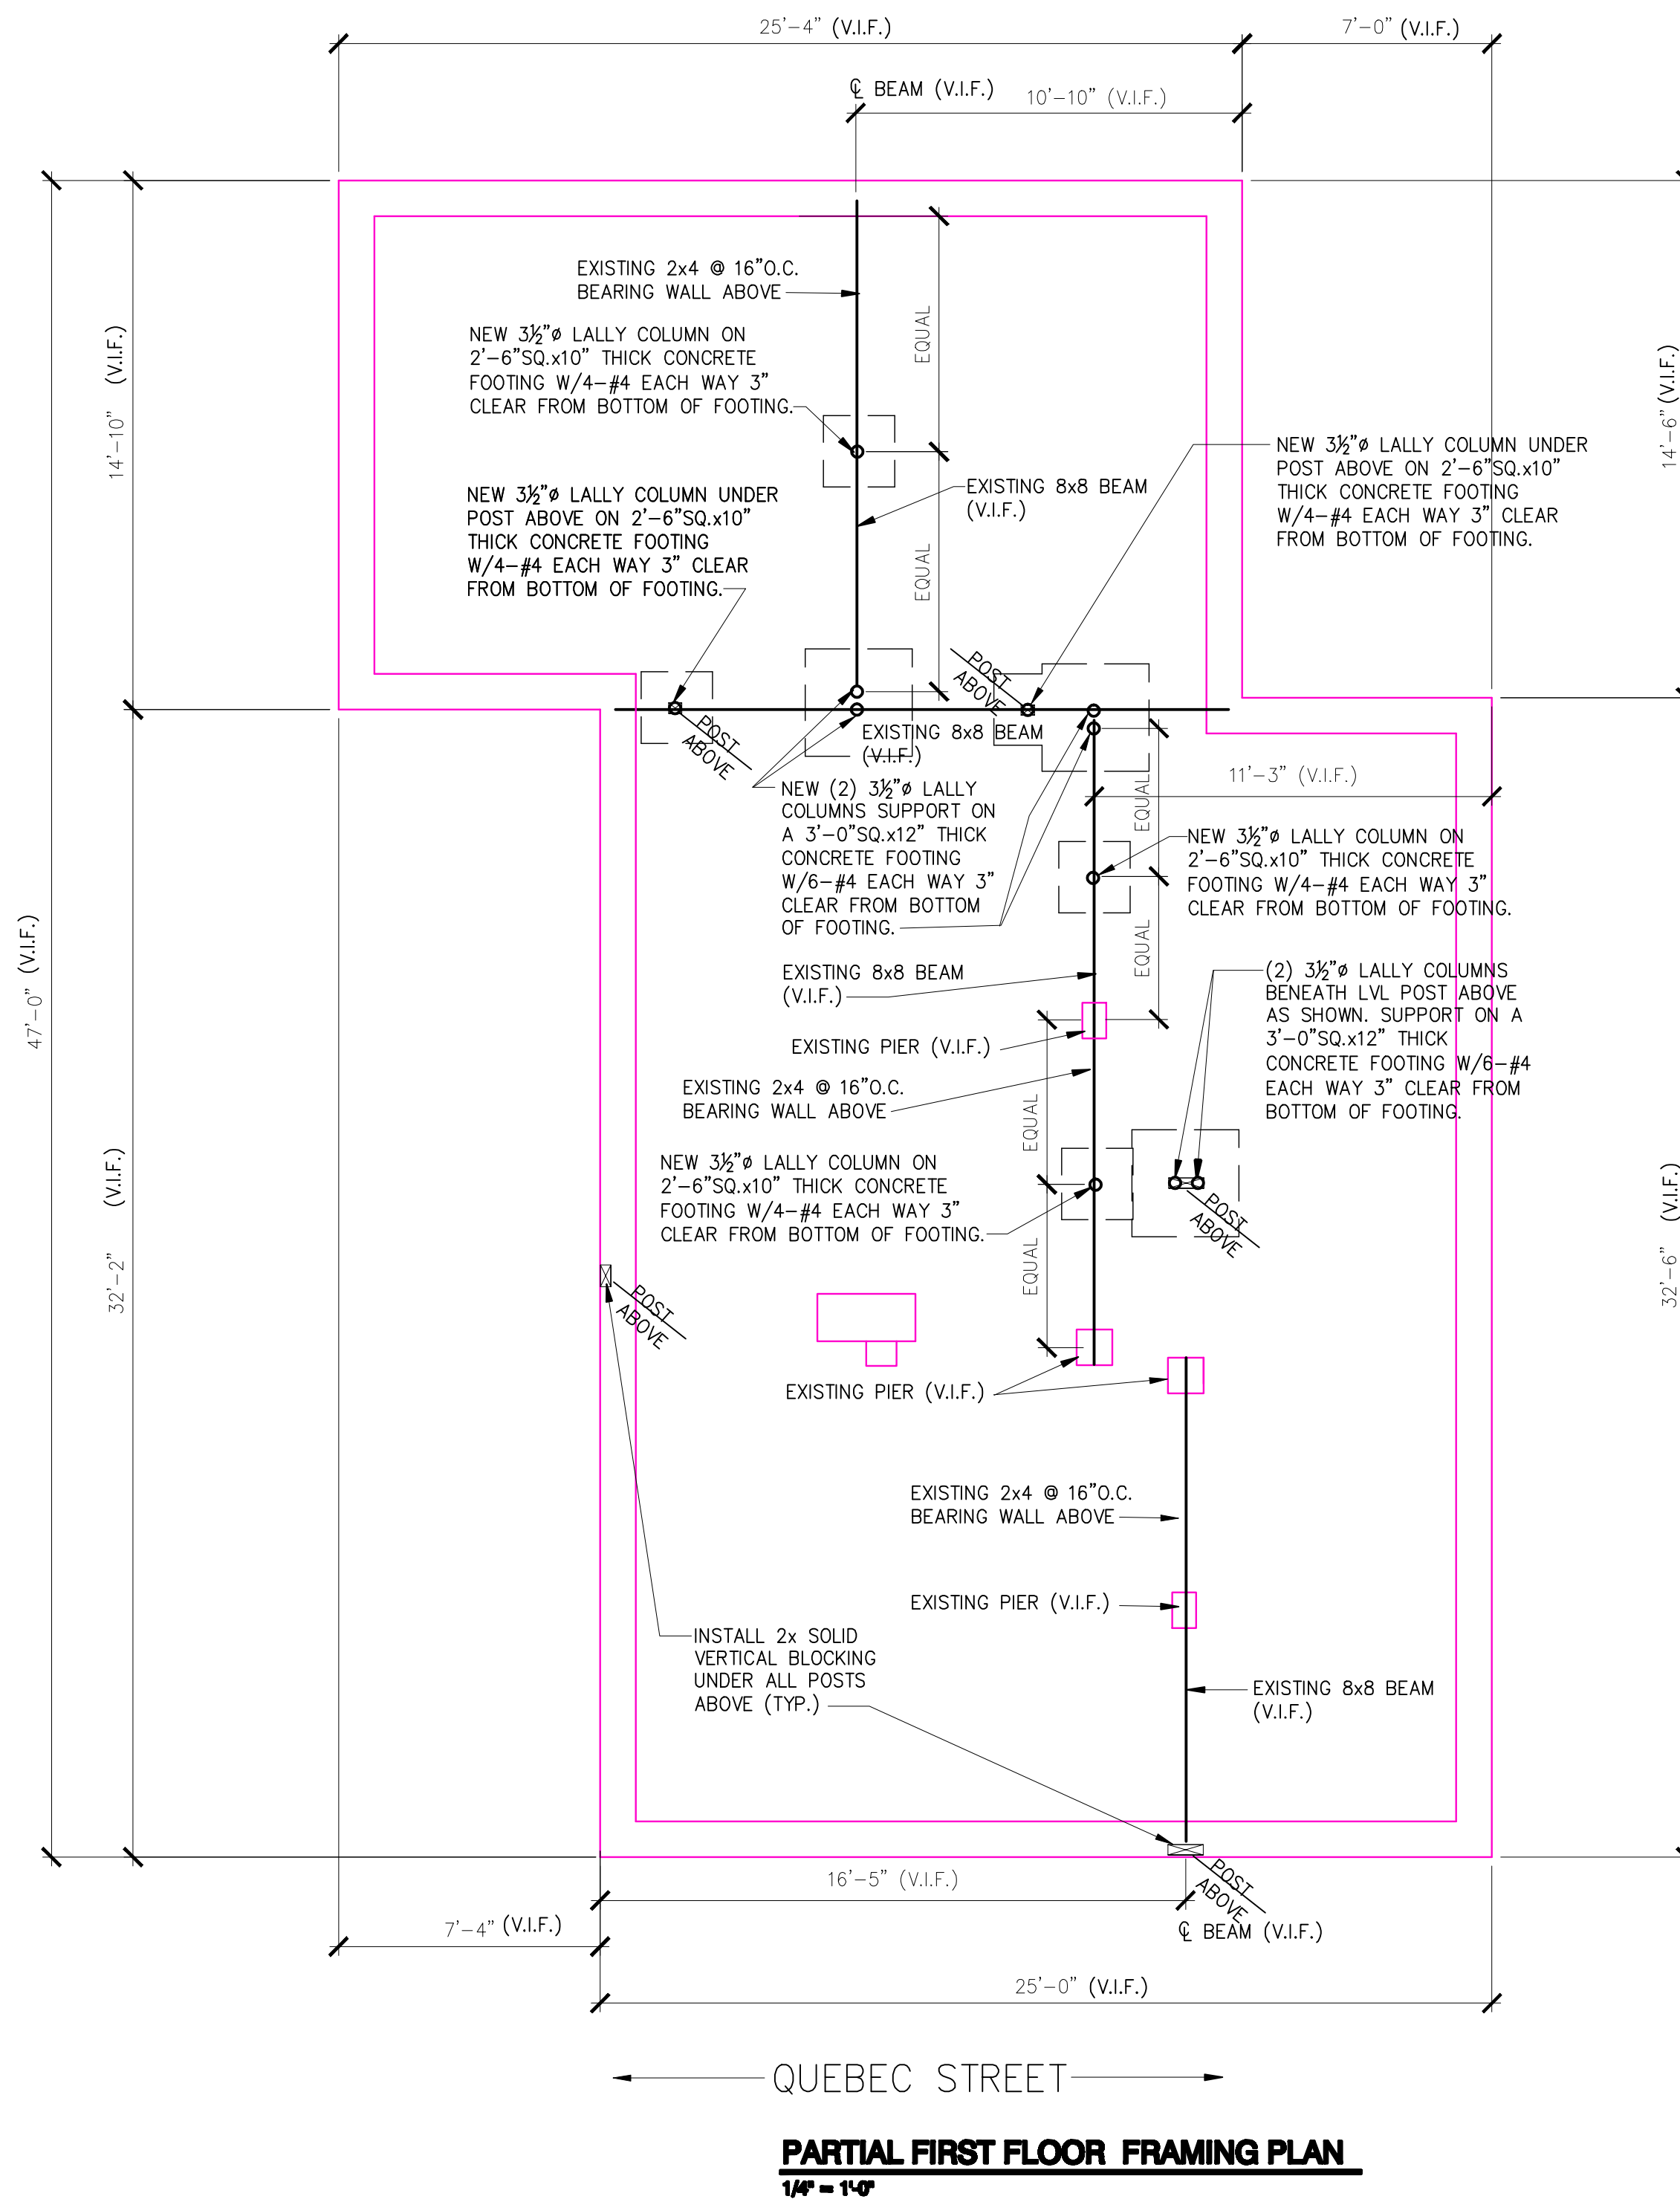 25'-4" (V.I.F.)
7'-0" (V.I.F.)
℄ BEAM (V.I.F.)
10'-10" (V.I.F.)
EXISTING 2x4 @ 16"O.C.
BEARING WALL ABOVE
NEW 3½"ø LALLY COLUMN ON
2'-6"SQ.x10" THICK CONCRETE
FOOTING W/4-#4 EACH WAY 3"
CLEAR FROM BOTTOM OF FOOTING.
EQUAL
14'-10" (V.I.F.)
14'-6" (V.I.F.)
NEW 3½"ø LALLY COLUMN UNDER
POST ABOVE ON 2'-6"SQ.x10"
THICK CONCRETE FOOTING
W/4-#4 EACH WAY 3" CLEAR
FROM BOTTOM OF FOOTING.
EXISTING 8x8 BEAM
(V.I.F.)
NEW 3½"ø LALLY COLUMN UNDER
POST ABOVE ON 2'-6"SQ.x10"
THICK CONCRETE FOOTING
W/4-#4 EACH WAY 3" CLEAR
FROM BOTTOM OF FOOTING.
EQUAL
POST
ABOVE
POST
ABOVE
EXISTING 8x8 BEAM
(V.I.F.)
11'-3" (V.I.F.)
NEW (2) 3½"ø LALLY
COLUMNS SUPPORT ON
A 3'-0"SQ.x12" THICK
CONCRETE FOOTING
W/6-#4 EACH WAY 3"
CLEAR FROM BOTTOM
OF FOOTING.
EQUAL
NEW 3½"ø LALLY COLUMN ON
2'-6"SQ.x10" THICK CONCRETE
FOOTING W/4-#4 EACH WAY 3"
CLEAR FROM BOTTOM OF FOOTING.
EQUAL
47'-0" (V.I.F.)
EXISTING 8x8 BEAM
(V.I.F.)
(2) 3½"ø LALLY COLUMNS
BENEATH LVL POST ABOVE
AS SHOWN. SUPPORT ON A
3'-0"SQ.x12" THICK
CONCRETE FOOTING W/6-#4
EACH WAY 3" CLEAR FROM
BOTTOM OF FOOTING.
EXISTING PIER (V.I.F.)
EXISTING 2x4 @ 16"O.C.
BEARING WALL ABOVE
EQUAL
NEW 3½"ø LALLY COLUMN ON
2'-6"SQ.x10" THICK CONCRETE
FOOTING W/4-#4 EACH WAY 3"
CLEAR FROM BOTTOM OF FOOTING.
POST
ABOVE
EQUAL
32'-2" (V.I.F.)
32'-6" (V.I.F.)
POST
ABOVE
EXISTING PIER (V.I.F.)
EXISTING 2x4 @ 16"O.C.
BEARING WALL ABOVE
EXISTING PIER (V.I.F.)
INSTALL 2x SOLID
VERTICAL BLOCKING
UNDER ALL POSTS
ABOVE (TYP.)
EXISTING 8x8 BEAM
(V.I.F.)
16'-5" (V.I.F.)
POST
ABOVE
7'-4" (V.I.F.)
℄ BEAM (V.I.F.)
25'-0" (V.I.F.)
QUEBEC STREET
PARTIAL FIRST FLOOR FRAMING PLAN
1/4" = 1'-0"